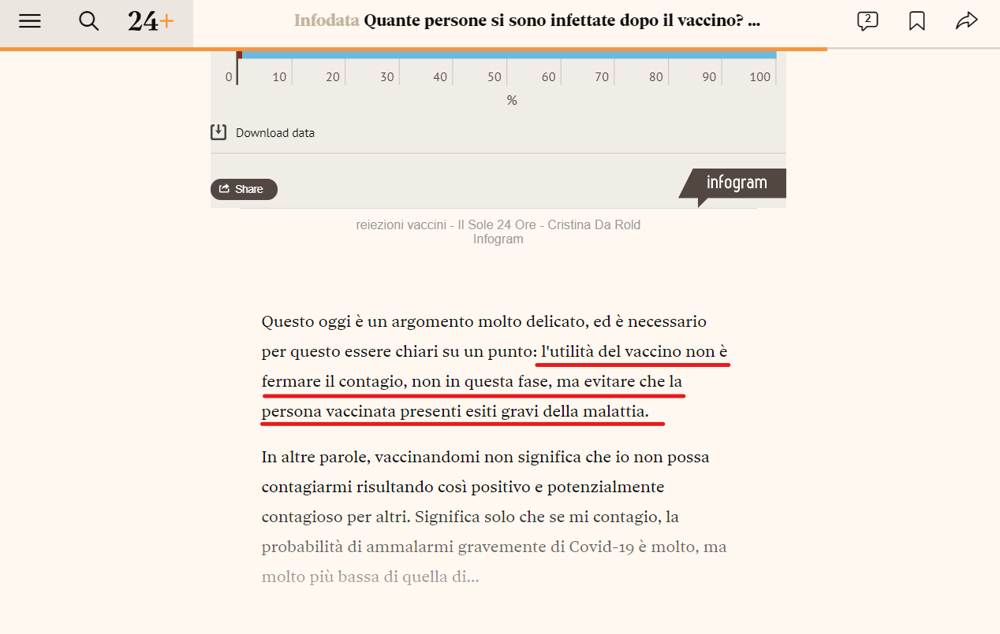 24+
Infodata Quante persone si sono infettate dopo il vaccino? ...
2
0 10 20 30 40 50 60 70 80 90 100
%
Download data
Share
infogram
reiezioni vaccini - Il Sole 24 Ore - Cristina Da Rold
Infogram
Questo oggi è un argomento molto delicato, ed è necessario
per questo essere chiari su un punto: l'utilità del vaccino non è
fermare il contagio, non in questa fase, ma evitare che la
persona vaccinata presenti esiti gravi della malattia.
In altre parole, vaccinandomi non significa che io non possa
contagiarmi risultando così positivo e potenzialmente
contagioso per altri. Significa solo che se mi contagio, la
probabilità di ammalarmi gravemente di Covid-19 è molto, ma
molto più bassa di quella di...